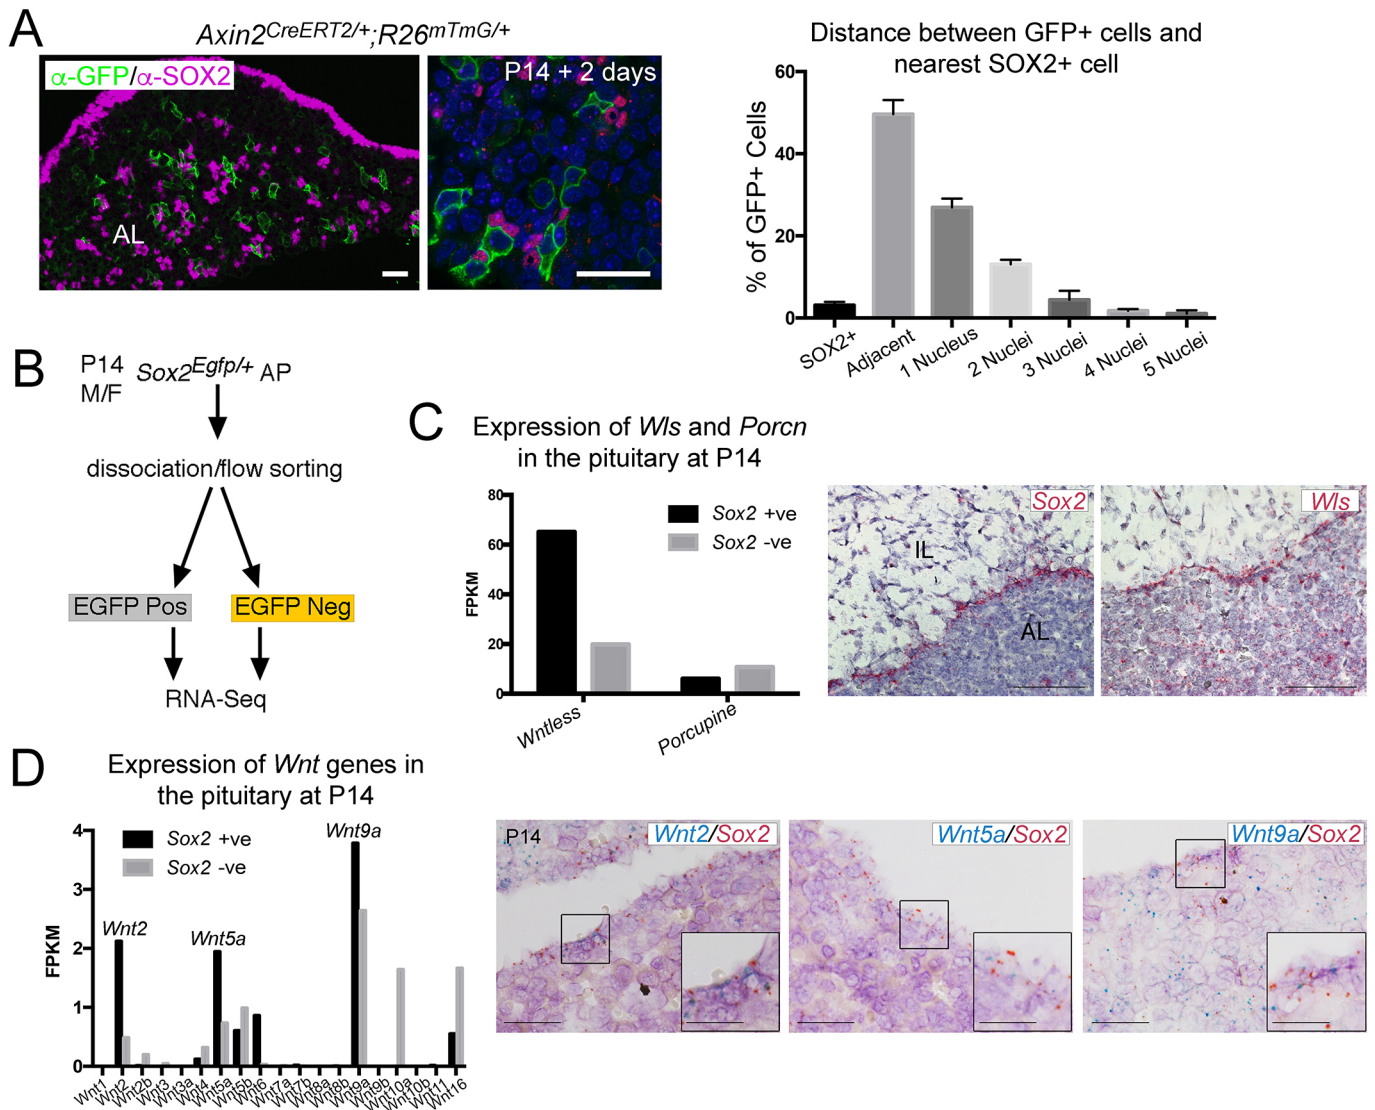 A
Axin2CreERT2/+;R26mTmG/+
α-GFP/α-SOX2
P14 + 2 days
AL
Distance between GFP+ cells and
nearest SOX2+ cell
% of GFP+ Cells
60
40
20
0
SOX2+
Adjacent
1 Nucleus
2 Nuclei
3 Nuclei
4 Nuclei
5 Nuclei
B
P14
M/F
Sox2Egfp/+ AP
dissociation/flow sorting
EGFP Pos
EGFP Neg
RNA-Seq
C
Expression of Wls and Porcn
in the pituitary at P14
FPKM
80
60
40
20
0
Sox2 +ve
Sox2 -ve
Wntless
Porcupine
Sox2
IL
AL
Wls
D
Expression of Wnt genes in
the pituitary at P14
FPKM
4
3
2
1
0
Sox2 +ve
Sox2 -ve
Wnt2
Wnt5a
Wnt9a
Wnt1
Wnt2
Wnt2b
Wnt3
Wnt3a
Wnt4
Wnt5a
Wnt5b
Wnt6
Wnt7a
Wnt7b
Wnt8a
Wnt8b
Wnt9a
Wnt9b
Wnt10a
Wnt10b
Wnt11
Wnt16
P14
Wnt2/Sox2
Wnt5a/Sox2
Wnt9a/Sox2